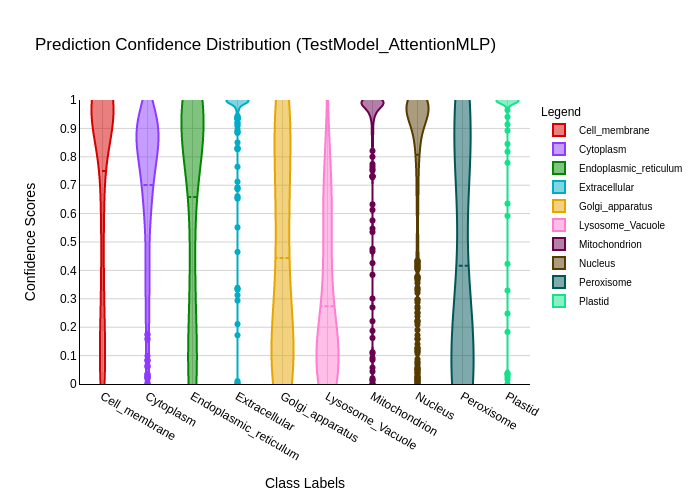 Prediction Confidence Distribution (TestModel_AttentionMLP)
Legend
Cell_membrane
Cytoplasm
Endoplasmic_reticulum
Extracellular
Golgi_apparatus
Lysosome_Vacuole
Mitochondrion
Nucleus
Peroxisome
Plastid
Confidence Scores
1
0.9
0.8
0.7
0.6
0.5
0.4
0.3
0.2
0.1
0
Cell_membrane
Cytoplasm
Endoplasmic_reticulum
Extracellular
Golgi_apparatus
Lysosome_Vacuole
Mitochondrion
Nucleus
Peroxisome
Plastid
Class Labels